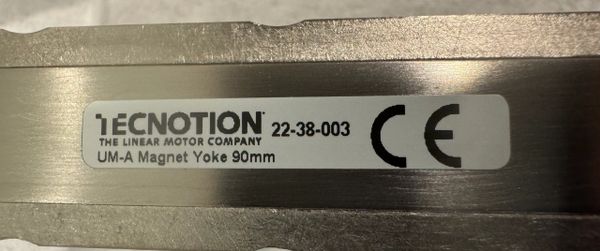 TECNOTION 22-38-003
THE LINEAR MOTOR COMPANY
UM-A Magnet Yoke 90mm
CE